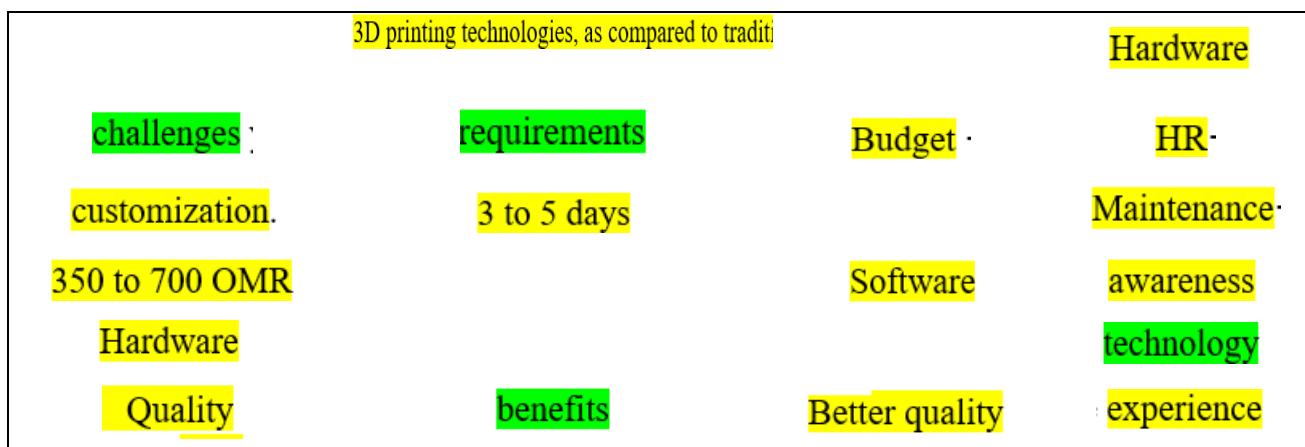 3D printing technologies, as compared to traditi
Hardware
challenges requirements Budget HR
customization. 3 to 5 days Maintenance
350 to 700 OMR Software awareness
Hardware technology
Quality benefits Better quality experience